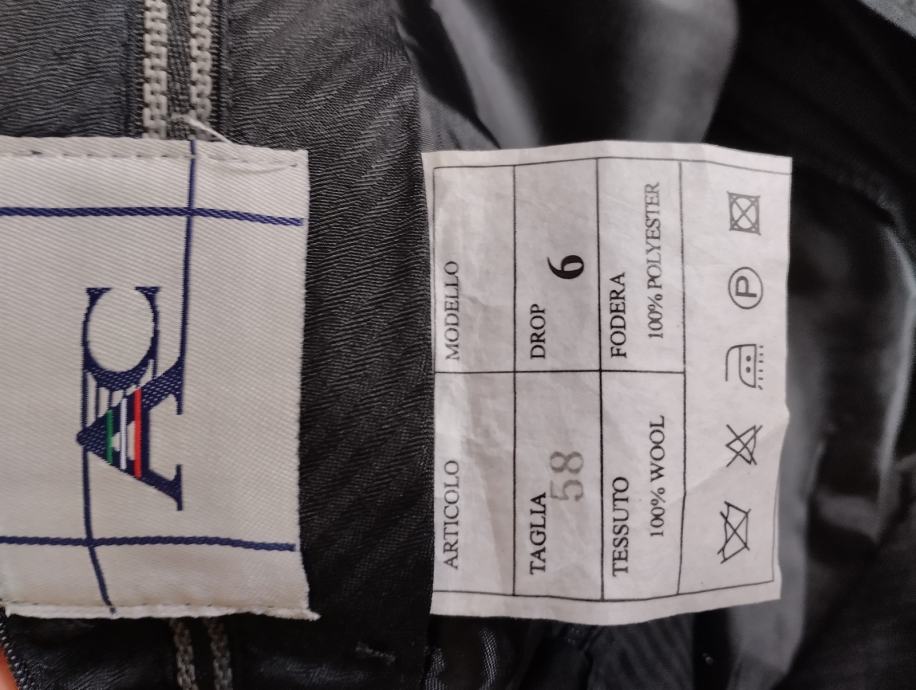 AC
ARTICOLO
MODELLO
TAGLIA
58
DROP
6
TESSUTO
100% WOOL
FODERA
100% POLYESTER
P